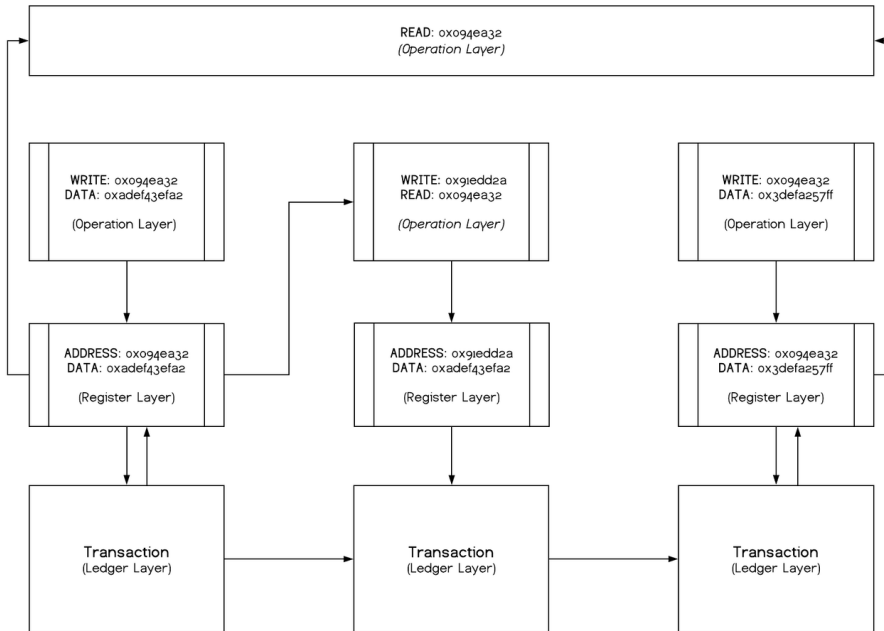 READ: 0x094ea32
(Operation Layer)
WRITE: 0x094ea32
DATA: 0xadef43efa2
(Operation Layer)
WRITE: 0x91edd2a
READ: 0x094ea32
(Operation Layer)
WRITE: 0x094ea32
DATA: 0x3defa257ff
(Operation Layer)
ADDRESS: 0x094ea32
DATA: 0xadef43efa2
(Register Layer)
ADDRESS: 0x91edd2a
DATA: 0xadef43efa2
(Register Layer)
ADDRESS: 0x094ea32
DATA: 0x3defa257ff
(Register Layer)
Transaction
(Ledger Layer)
Transaction
(Ledger Layer)
Transaction
(Ledger Layer)